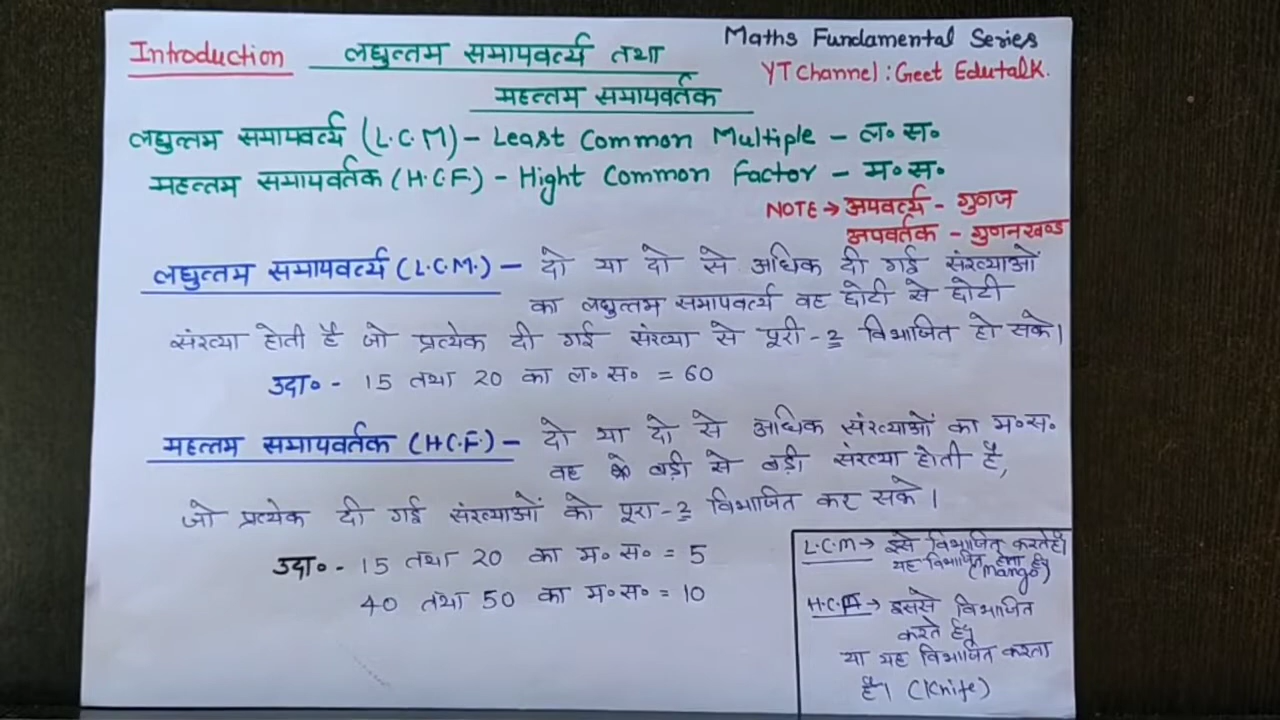 Introduction लघुत्तम समापवर्त्य तथा
महत्तम समापवर्तक
Maths Fundamental Series
YT Channel : Geet EdutalK.
लघुत्तम समापवर्त्य (L.C.M) – Least Common Multiple – ल॰ स॰
महत्तम समापवर्तक (H.C.F.) – Hight Common Factor – म॰ स॰
NOTE → अपवर्त्य - गुणज
अपवर्तक - गुणनखण्ड
लघुत्तम समापवर्त्य (L.C.M.) – दो या दो से अधिक दी गई संख्याओं
का लघुत्तम समापवर्त्य वह छोटी से छोटी
संख्या होती है जो प्रत्येक दी गई संख्या से पूरी-2 विभाजित हो सके।
उदा॰ - 15 तथा 20 का ल॰ स॰ = 60
महत्तम समापवर्तक (H.C.F.) – दो या दो से अधिक संख्याओं का म॰ स॰
वह बड़ी से बड़ी संख्या होती है,
जो प्रत्येक दी गई संख्याओं को पूरा-2 विभाजित कर सके।
उदा॰ - 15 तथा 20 का म॰ स॰ = 5
40 तथा 50 का म॰ स॰ = 10
L.C.M → इसे विभाजित करते हैं।
यह विभाजित होता है
(Mango)
H.C.F → इससे विभाजित
करते हैं
या यह विभाजित करता
है। (Knife)